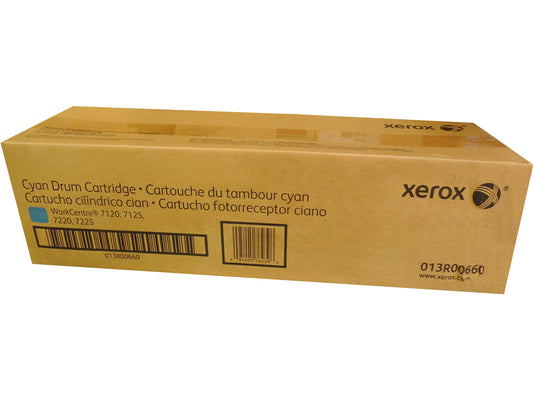 xerox
Cyan Drum Cartridge • Cartouche du tambour cyan
Cartucho cilíndrico cian • Cartucho fotorreceptor ciano
WorkCentre® 7120, 7125,
7220, 7225
013R00660
xerox
013R00660
www.xerox.com